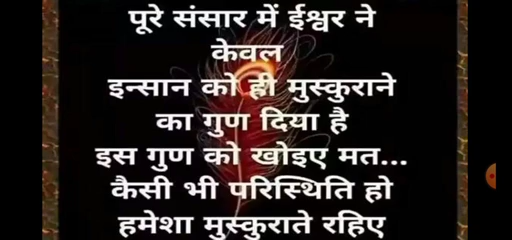 पूरे संसार में ईश्वर ने
केवल
इन्सान को ही मुस्कुराने
का गुण दिया है
इस गुण को खोइए मत...
कैसी भी परिस्थिति हो
हमेशा मुस्कुराते रहिए